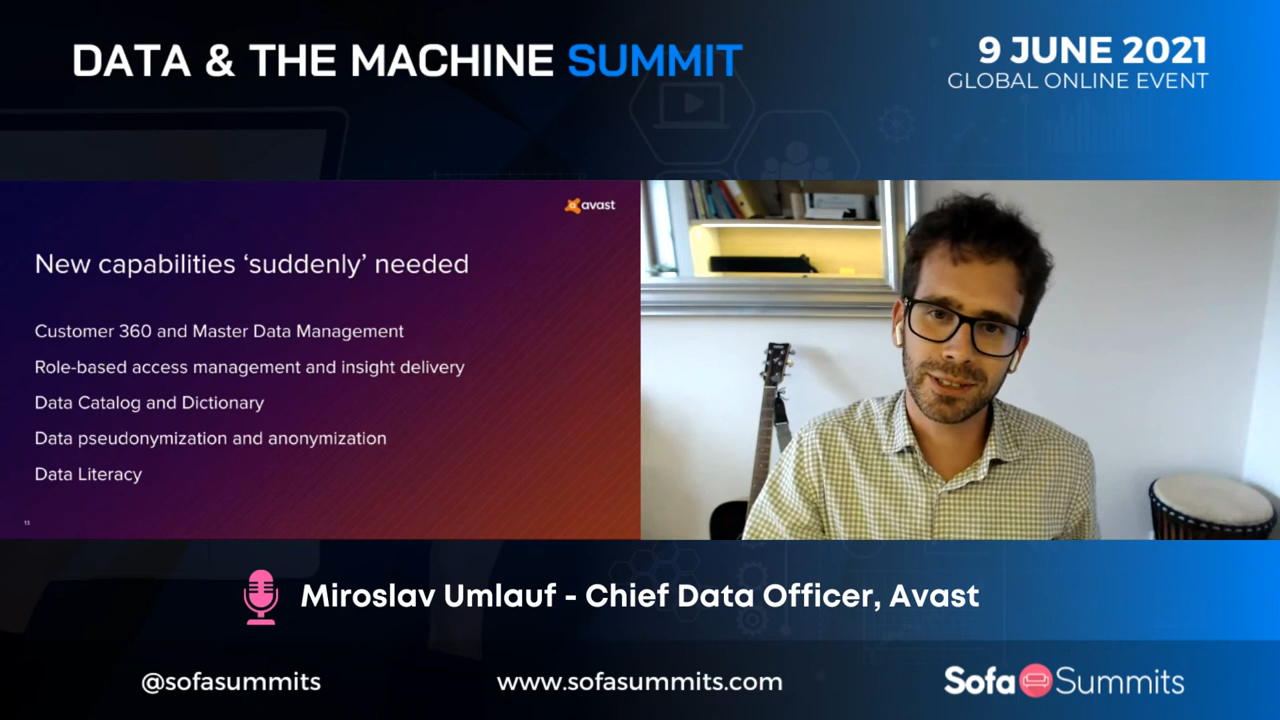 DATA & THE MACHINE SUMMIT
9 JUNE 2021
GLOBAL ONLINE EVENT
avast
New capabilities ‘suddenly’ needed
Customer 360 and Master Data Management
Role-based access management and insight delivery
Data Catalog and Dictionary
Data pseudonymization and anonymization
Data Literacy
13
Miroslav Umlauf - Chief Data Officer, Avast
@sofasummits
www.sofasummits.com
Sofa Summits